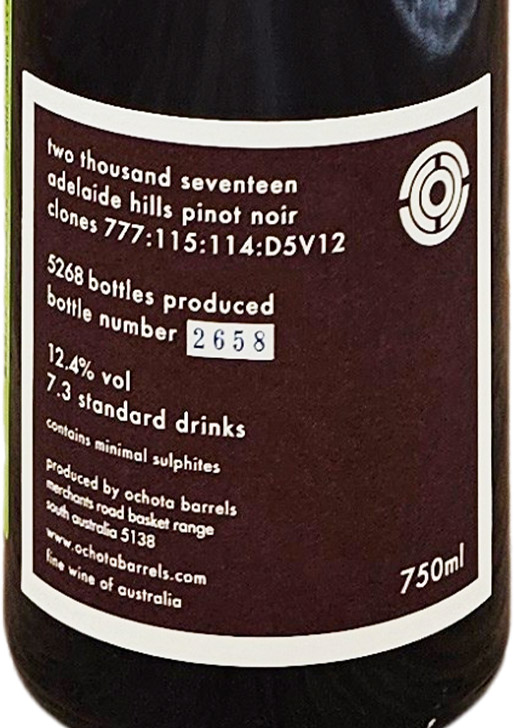 two thousand seventeen
adelaide hills pinot noir
clones 777:115:114:D5V12
5268 bottles produced
bottle number 2658
12.4% vol
7.3 standard drinks
contains minimal sulphites
produced by ochota barrels
merchants road basket range
south australia 5138
www.ochotabarrels.com
fine wine of australia
750ml